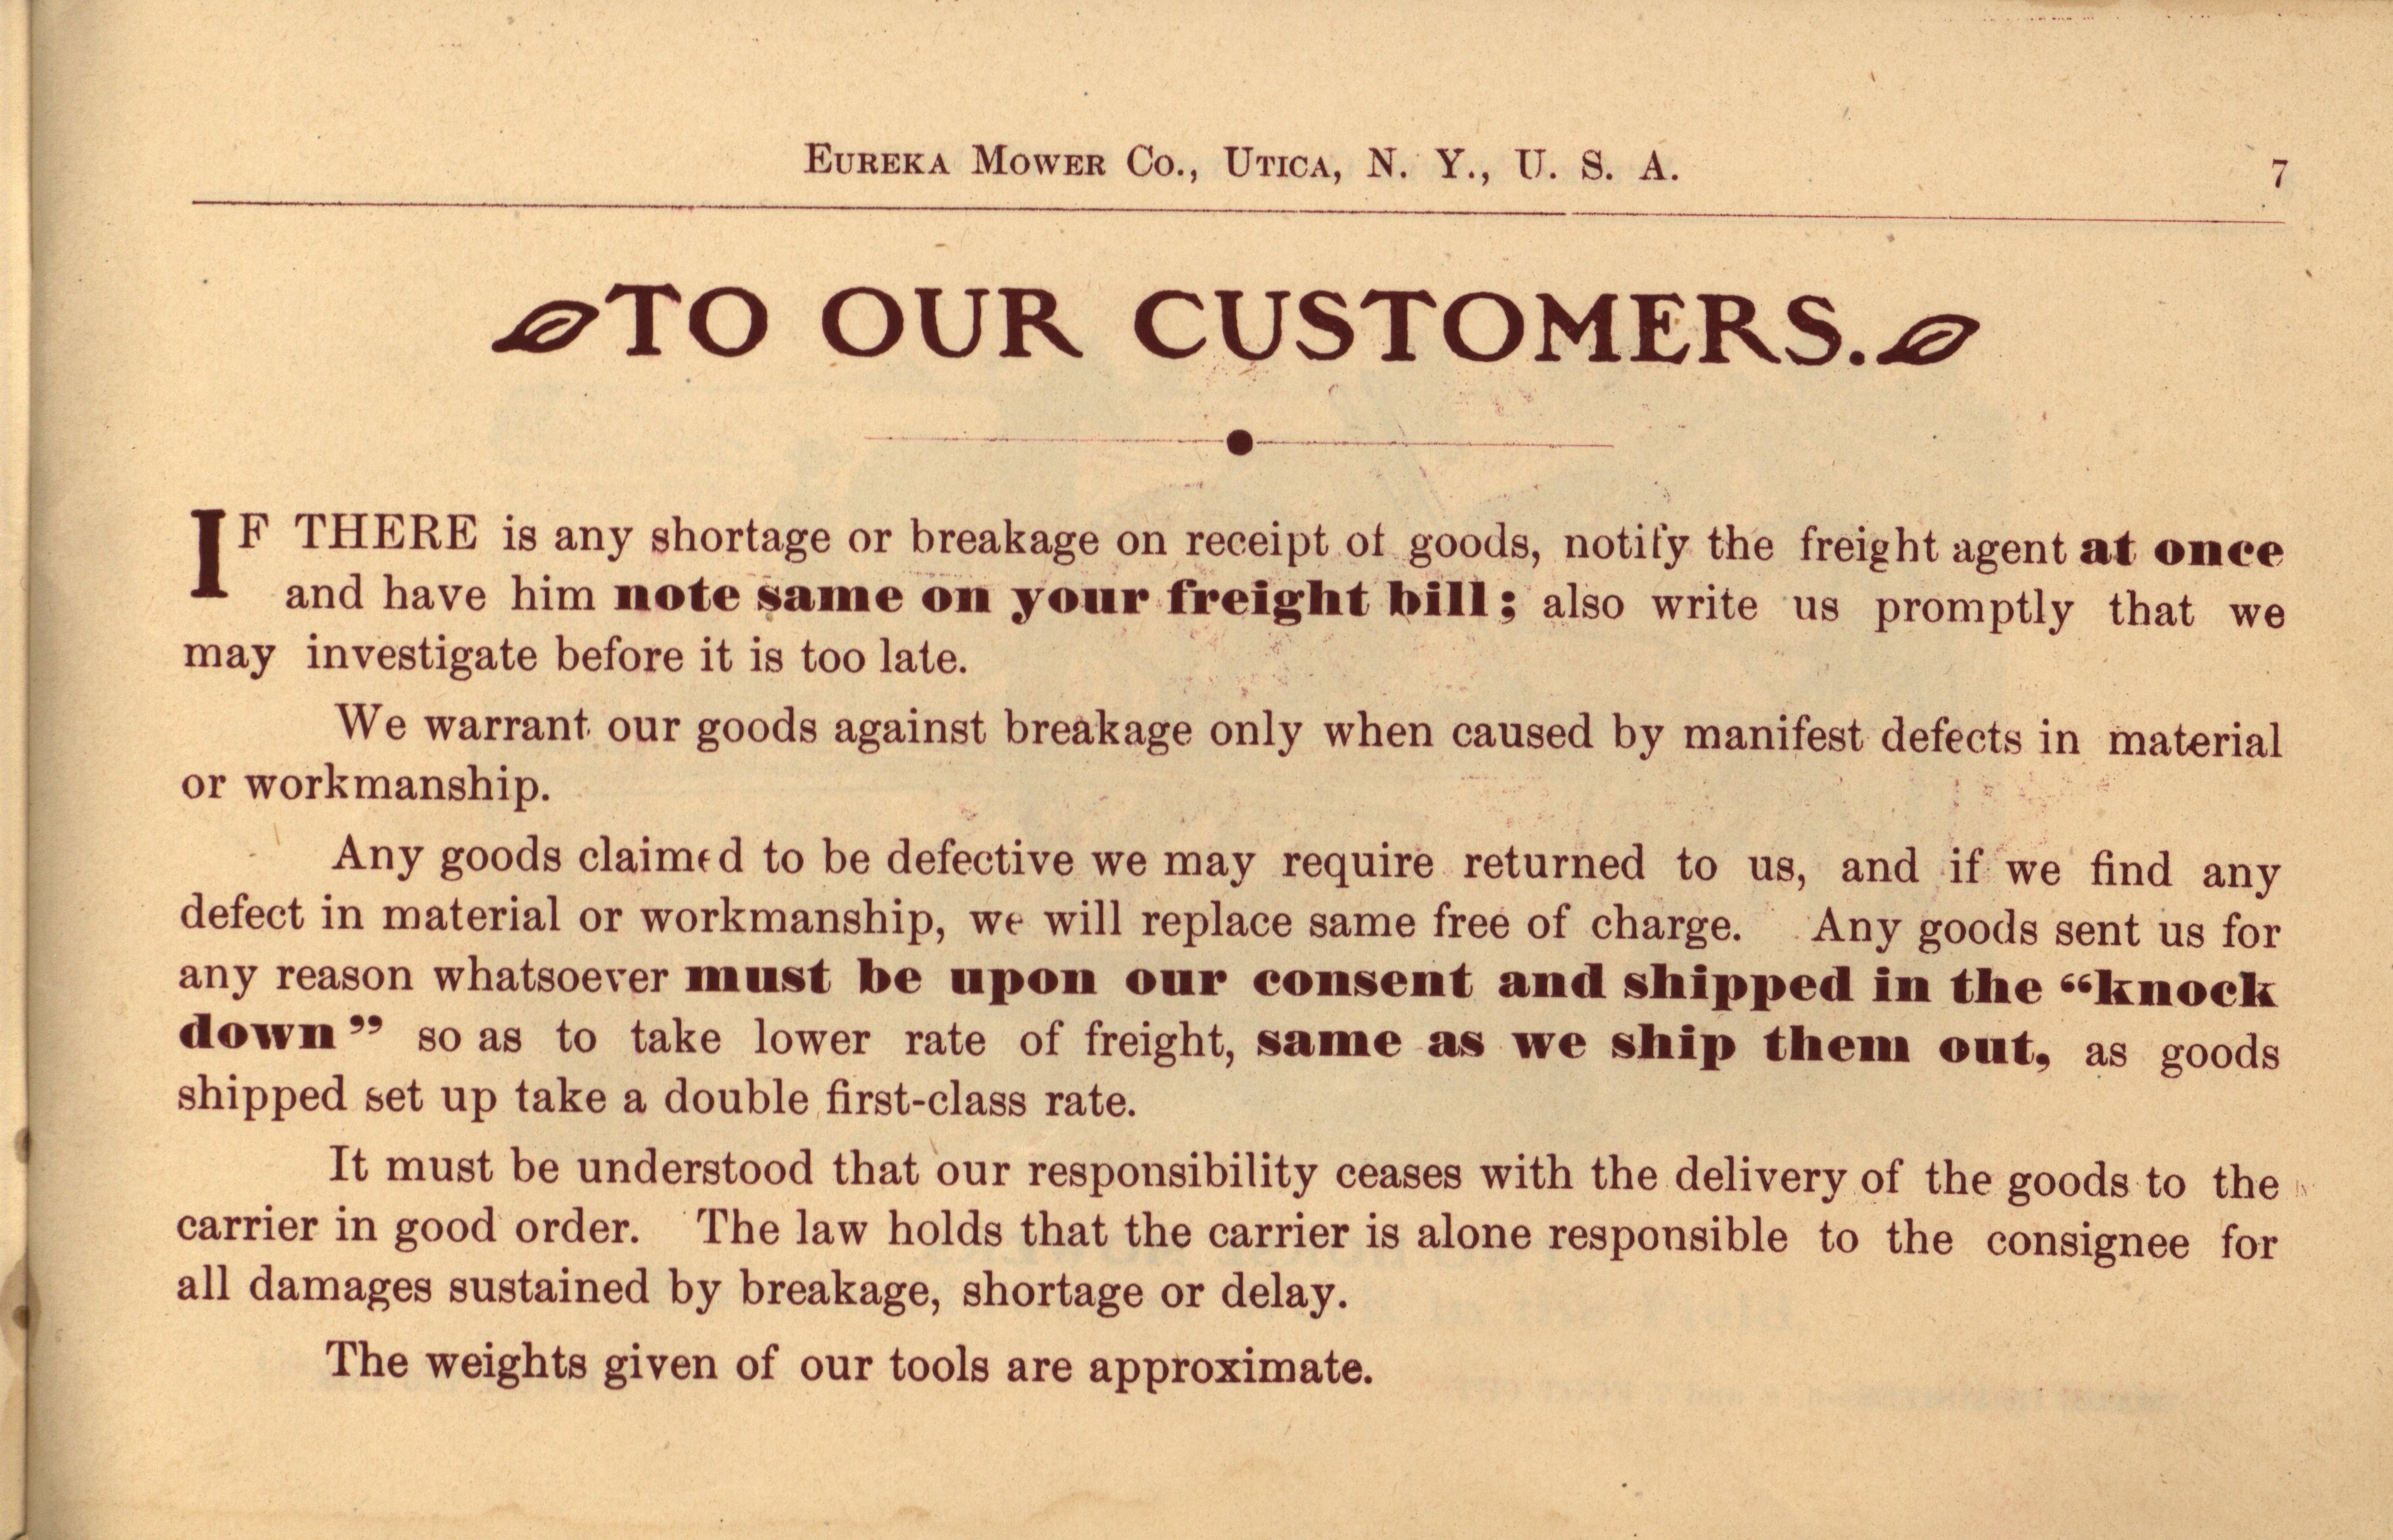 EUREKA MOWER CO., UTICA, N. Y., U. S. A. 7
TO OUR CUSTOMERS.
IF THERE is any shortage or breakage on receipt of goods, notify the freight agent at once
and have him note same on your freight bill; also write us promptly that we
may investigate before it is too late.
We warrant our goods against breakage only when caused by manifest defects in material
or workmanship.
Any goods claimed to be defective we may require returned to us, and if we find any
defect in material or workmanship, we will replace same free of charge. Any goods sent us for
any reason whatsoever must be upon our consent and shipped in the “knock
down” so as to take lower rate of freight, same as we ship them out, as goods
shipped set up take a double first-class rate.
It must be understood that our responsibility ceases with the delivery of the goods to the
carrier in good order. The law holds that the carrier is alone responsible to the consignee for
all damages sustained by breakage, shortage or delay.
The weights given of our tools are approximate.